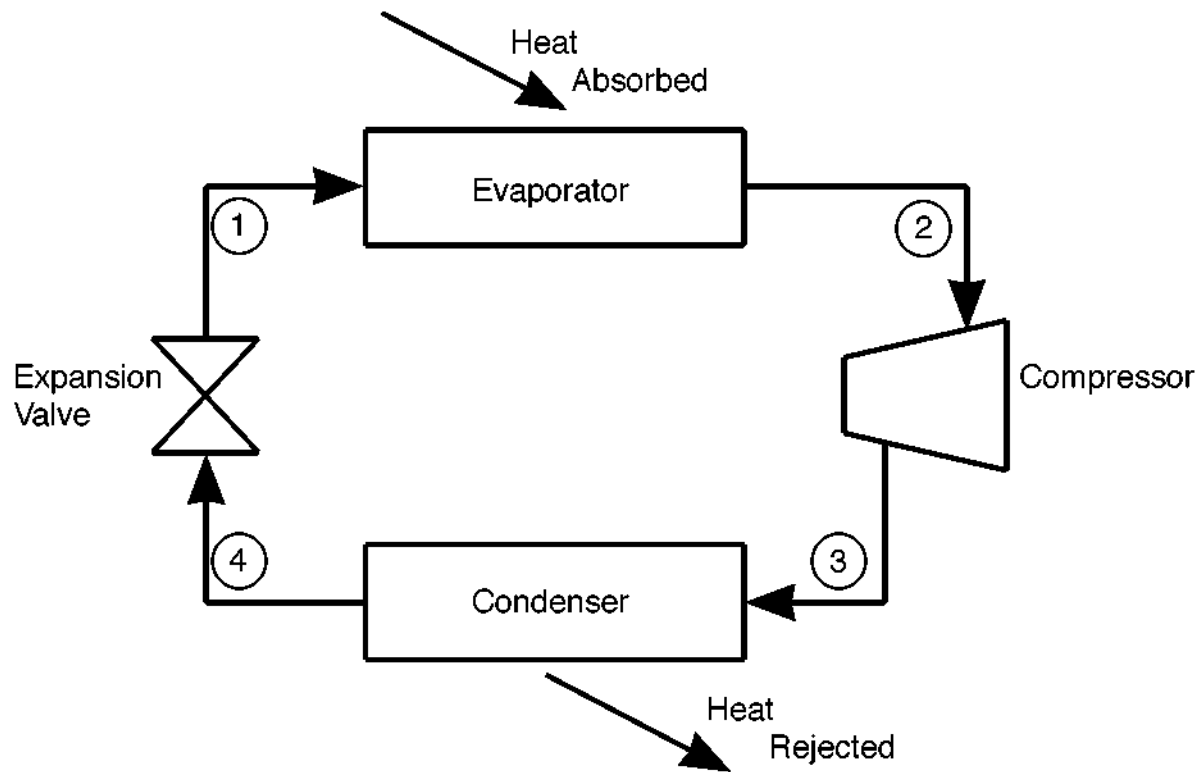 Heat
Absorbed
Evaporator
1
2
Expansion
Valve
Compressor
4
3
Condenser
Heat
Rejected